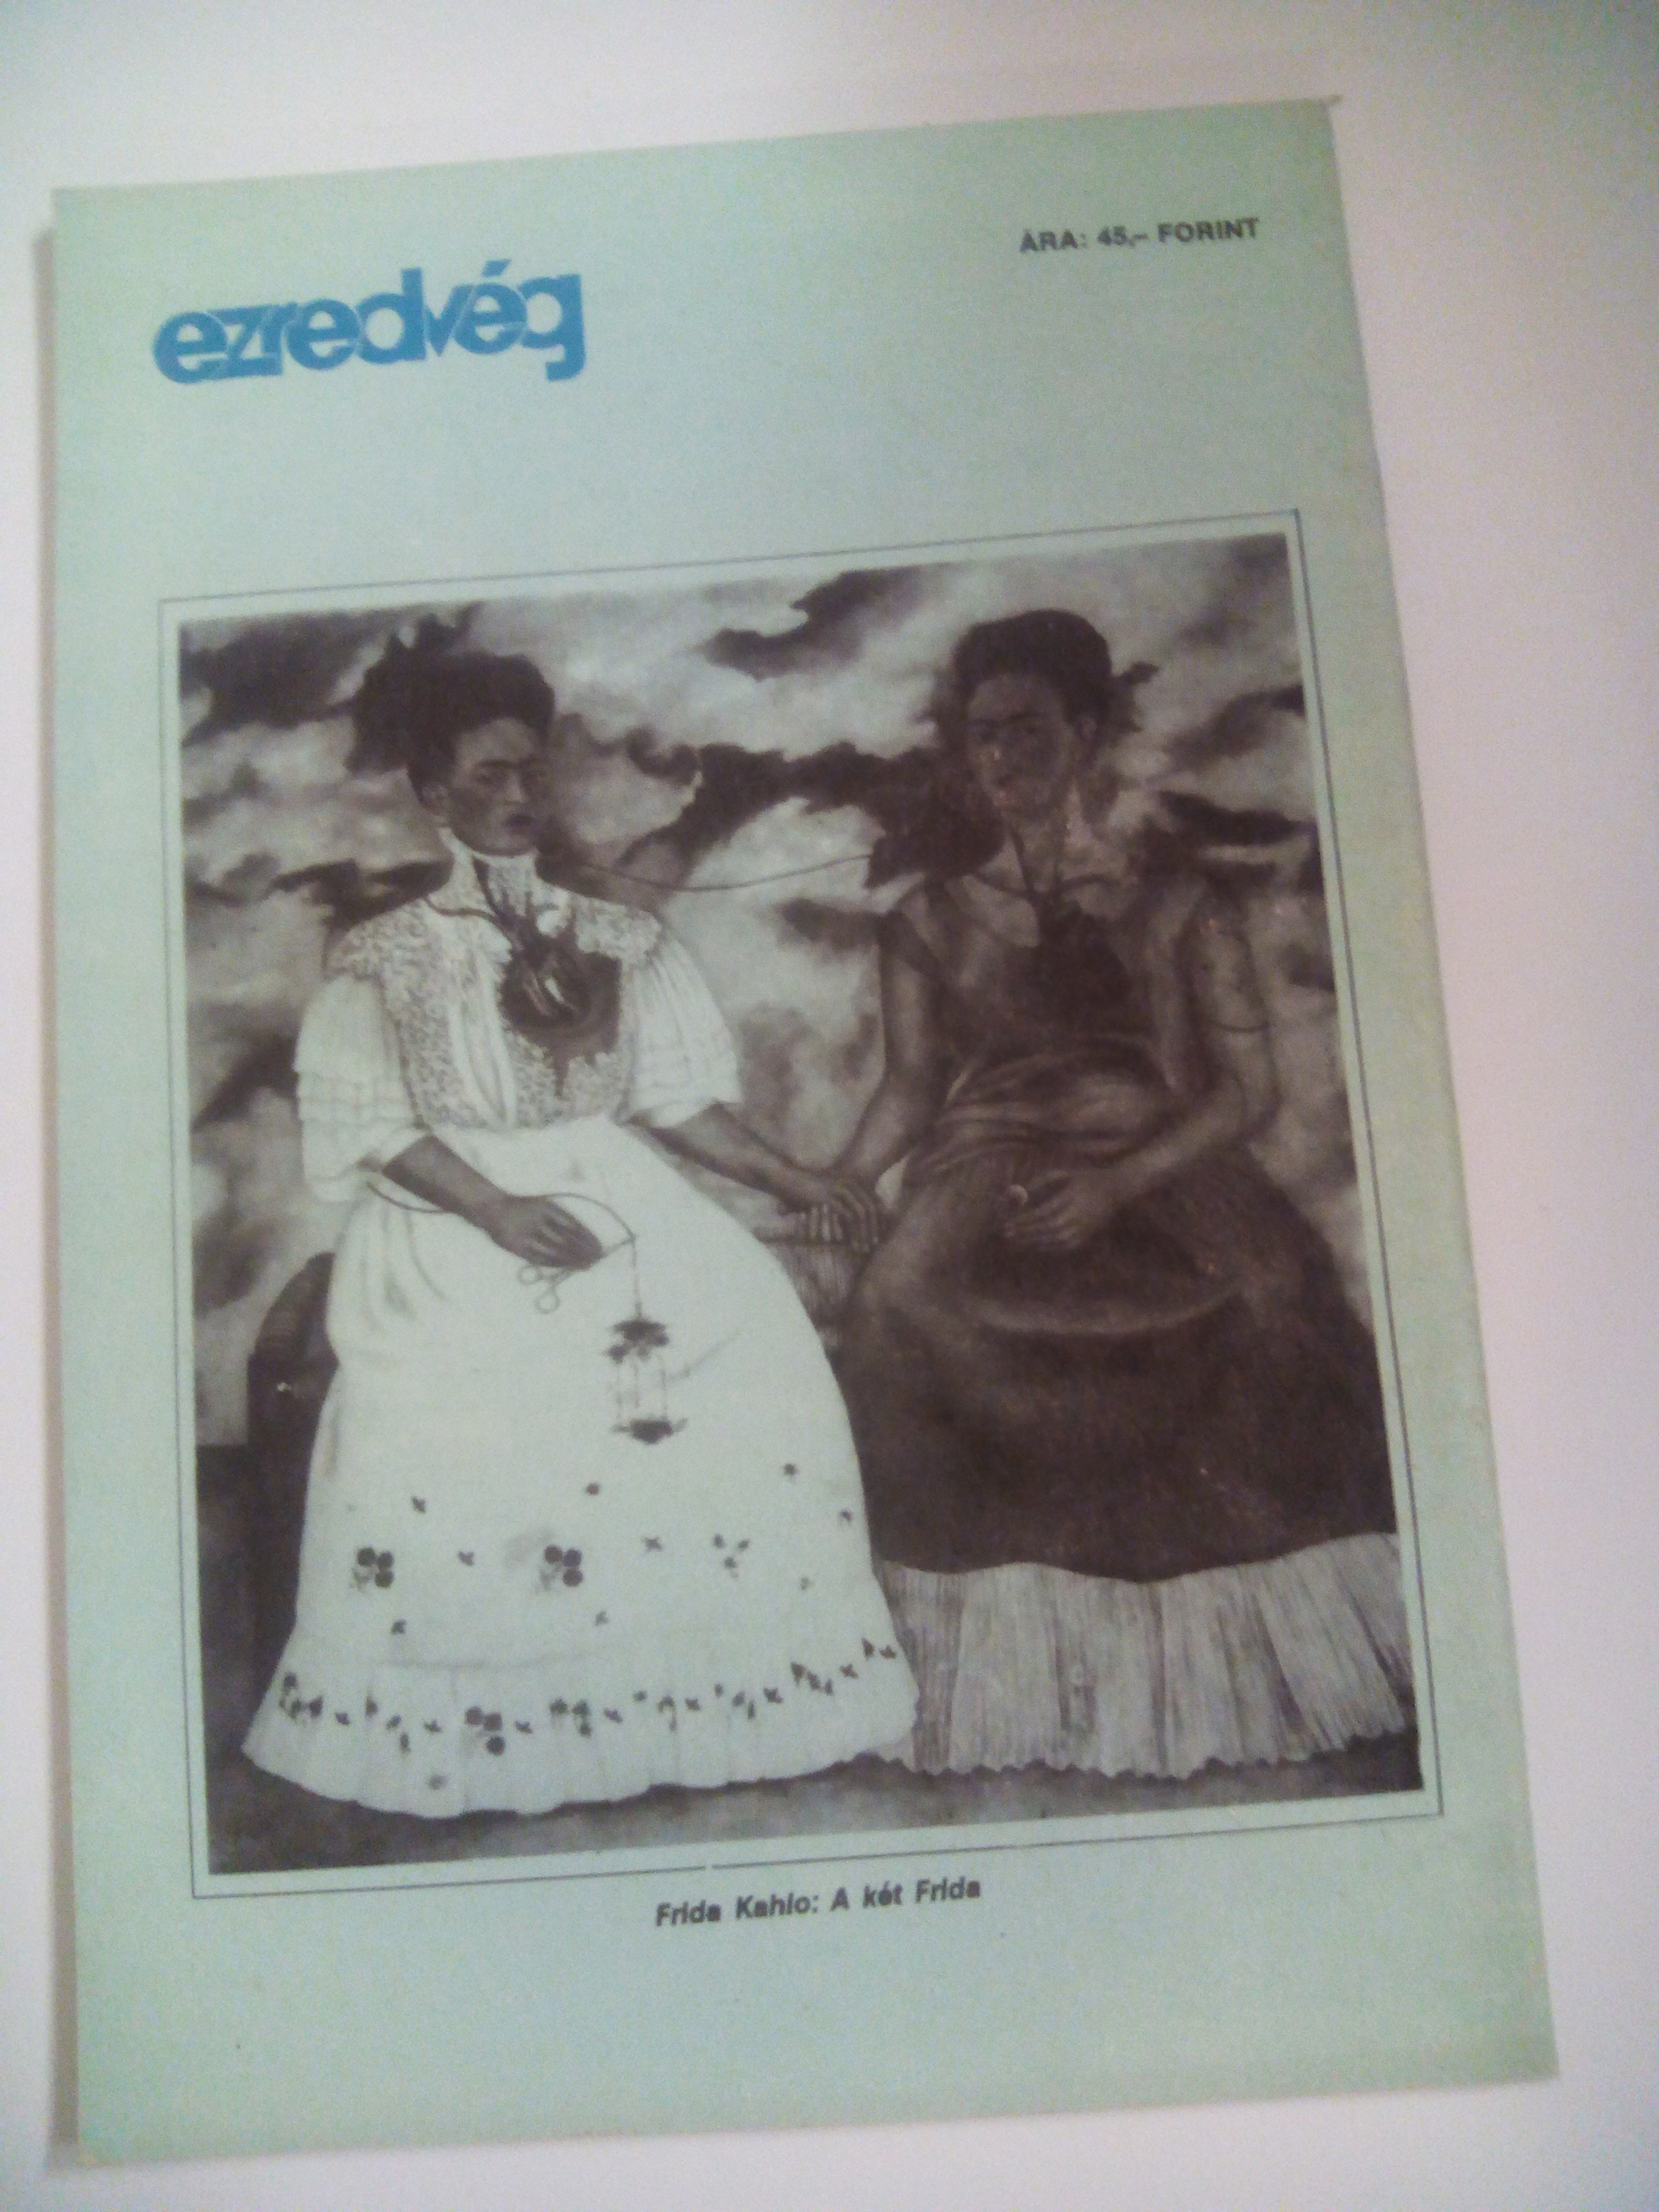 ÁRA: 45,– FORINT
ezredvég
Frida Kahlo: A két Frida